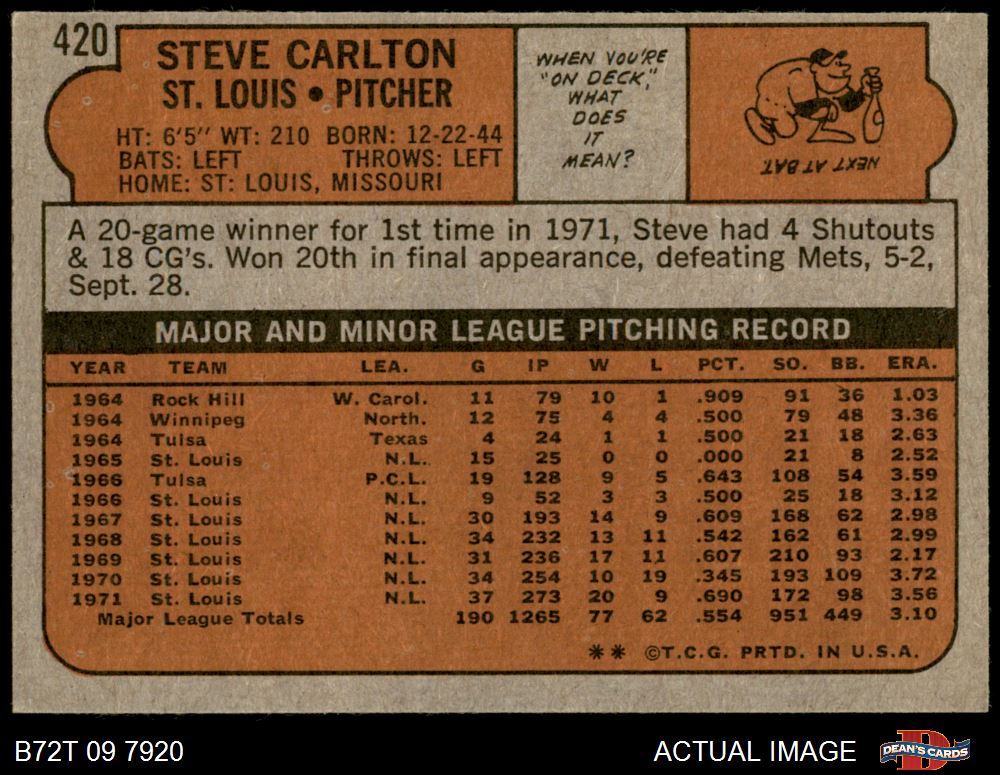 420
STEVE CARLTON
ST. LOUIS • PITCHER
HT: 6'5" WT: 210 BORN: 12-22-44
BATS: LEFT THROWS: LEFT
HOME: ST: LOUIS, MISSOURI
WHEN YOU'RE
"ON DECK,"
WHAT
DOES
IT
MEAN?
NEXT AT BAT.
A 20-game winner for 1st time in 1971, Steve had 4 Shutouts
& 18 CG's. Won 20th in final appearance, defeating Mets, 5-2,
Sept. 28.
MAJOR AND MINOR LEAGUE PITCHING RECORD
YEAR TEAM LEA. G IP W L PCT. SO. BB. ERA.
1964 Rock Hill W. Carol. 11 79 10 1 .909 91 36 1.03
1964 Winnipeg North. 12 75 4 4 .500 79 48 3.36
1964 Tulsa Texas 4 24 1 1 .500 21 18 2.63
1965 St. Louis N.L. 15 25 0 0 .000 21 8 2.52
1966 Tulsa P.C.L. 19 128 9 5 .643 108 54 3.59
1966 St. Louis N.L. 9 52 3 3 .500 25 18 3.12
1967 St. Louis N.L. 30 193 14 9 .609 168 62 2.98
1968 St. Louis N.L. 34 232 13 11 .542 162 61 2.99
1969 St. Louis N.L. 31 236 17 11 .607 210 93 2.17
1970 St. Louis N.L. 34 254 10 19 .345 193 109 3.72
1971 St. Louis N.L. 37 273 20 9 .690 172 98 3.56
Major League Totals 190 1265 77 62 .554 951 449 3.10
** ©T.C.G. PRTD. IN U.S.A.
B72T 09 7920
ACTUAL IMAGE
DEAN'S CARDS